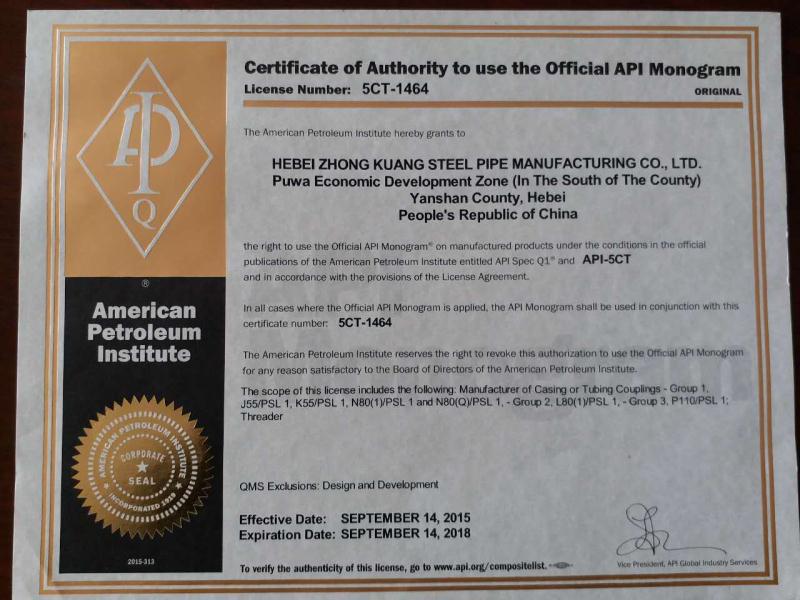 API
Q
®
American
Petroleum
Institute
AMERICAN PETROLEUM INSTITUTE
CORPORATE
SEAL
INCORPORATED 1919
2015-313
Certificate of Authority to use the Official API Monogram
License Number: 5CT-1464
ORIGINAL
The American Petroleum Institute hereby grants to
HEBEI ZHONG KUANG STEEL PIPE MANUFACTURING CO., LTD.
Puwa Economic Development Zone (In The South of The County)
Yanshan County, Hebei
People's Republic of China
the right to use the Official API Monogram® on manufactured products under the conditions in the official
publications of the American Petroleum Institute entitled API Spec Q1® and API-5CT
and in accordance with the provisions of the License Agreement.
In all cases where the Official API Monogram is applied, the API Monogram shall be used in conjunction with this
certificate number: 5CT-1464
The American Petroleum Institute reserves the right to revoke this authorization to use the Official API Monogram
for any reason satisfactory to the Board of Directors of the American Petroleum Institute.
The scope of this license includes the following: Manufacturer of Casing or Tubing Couplings - Group 1,
J55/PSL 1, K55/PSL 1, N80(1)/PSL 1 and N80(Q)/PSL 1, - Group 2, L80(1)/PSL 1, - Group 3, P110/PSL 1;
Threader
QMS Exclusions: Design and Development
Effective Date: SEPTEMBER 14, 2015
Expiration Date: SEPTEMBER 14, 2018
To verify the authenticity of this license, go to www.api.org/compositelist.
Vice President, API Global Industry Services